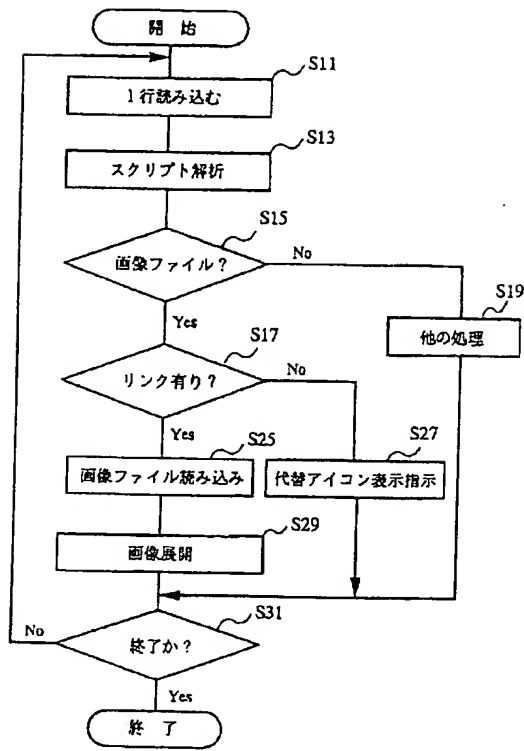 開 始
S11
1行読み込む
S13
スクリプト解析
S15
画像ファイル?
No
Yes
S19
他の処理
S17
リンク有り?
No
Yes
S25
画像ファイル読み込み
S27
代替アイコン表示指示
S29
画像展開
S31
終了か?
No
Yes
終 了